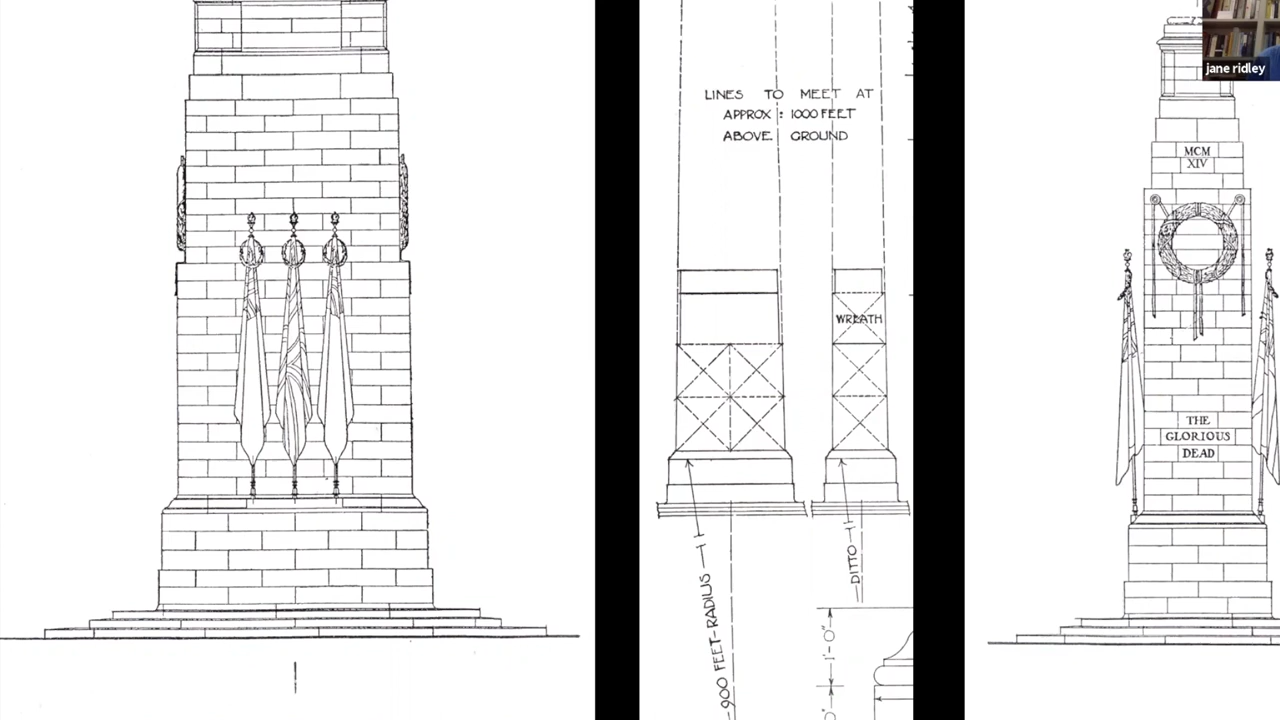 LINES TO MEET AT
APPROX : 1000 FEET
ABOVE GROUND
WREATH
900 FEET-RADIUS
DITTO
1'-0"
0"
jane ridley
MCM
XIV
THE
GLORIOUS
DEAD